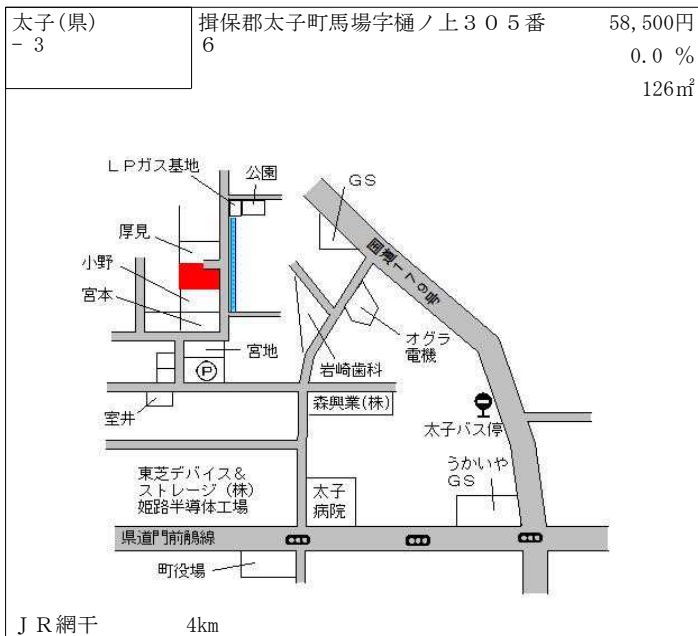 太子(県)
- 3
揖保郡太子町馬場字樋ノ上３０５番
6
58,500円
0.0 %
126㎡
ＬＰガス基地
公園
GS
厚見
国道179号
小野
宮本
オグラ
電機
宮地
岩崎歯科
P
森興業(株)
室井
太子バス停
うかいや
GS
東芝デバイス&
ストレージ（株）
姫路半導体工場
太子
病院
県道門前鵤線
町役場
ＪＲ網干
4km